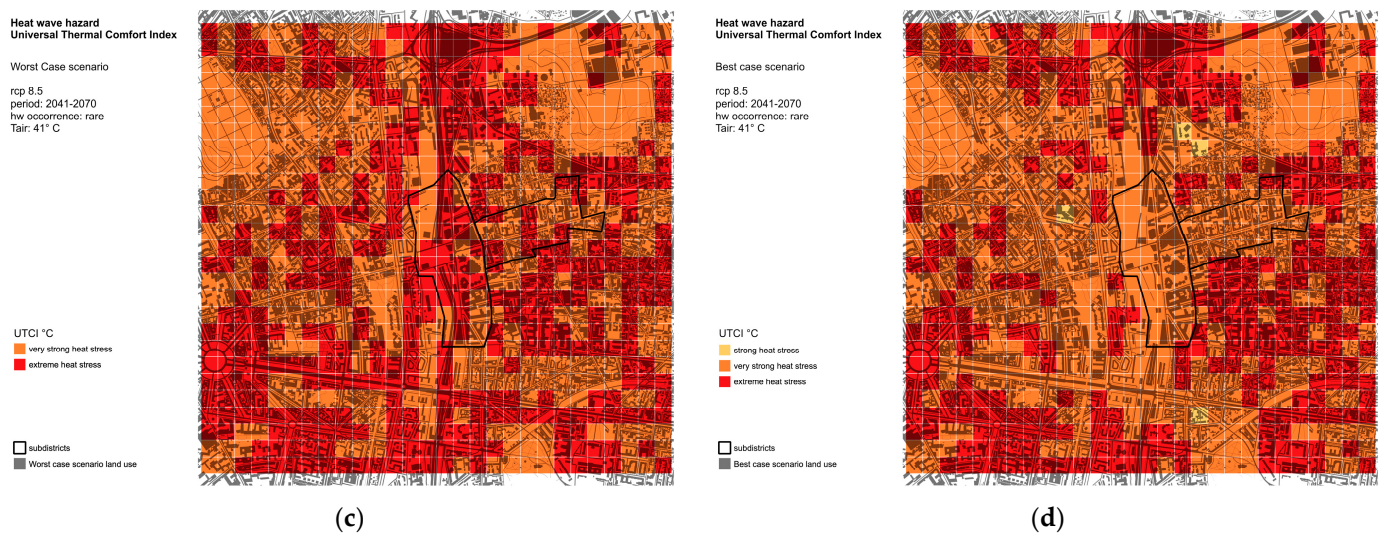 Heat wave hazard
Universal Thermal Comfort Index
Worst Case scenario
rcp 8.5
period: 2041-2070
hw occorrence: rare
Tair: 41° C
UTCI °C
very strong heat stress
extreme heat stress
subdistricts
Worst case scenario land use
(c)
Heat wave hazard
Universal Thermal Comfort Index
Best case scenario
rcp 8.5
period: 2041-2070
hw occorrence: rare
Tair: 41° C
UTCI °C
strong heat stress
very strong heat stress
extreme heat stress
subdistricts
Best case scenario land use
(d)